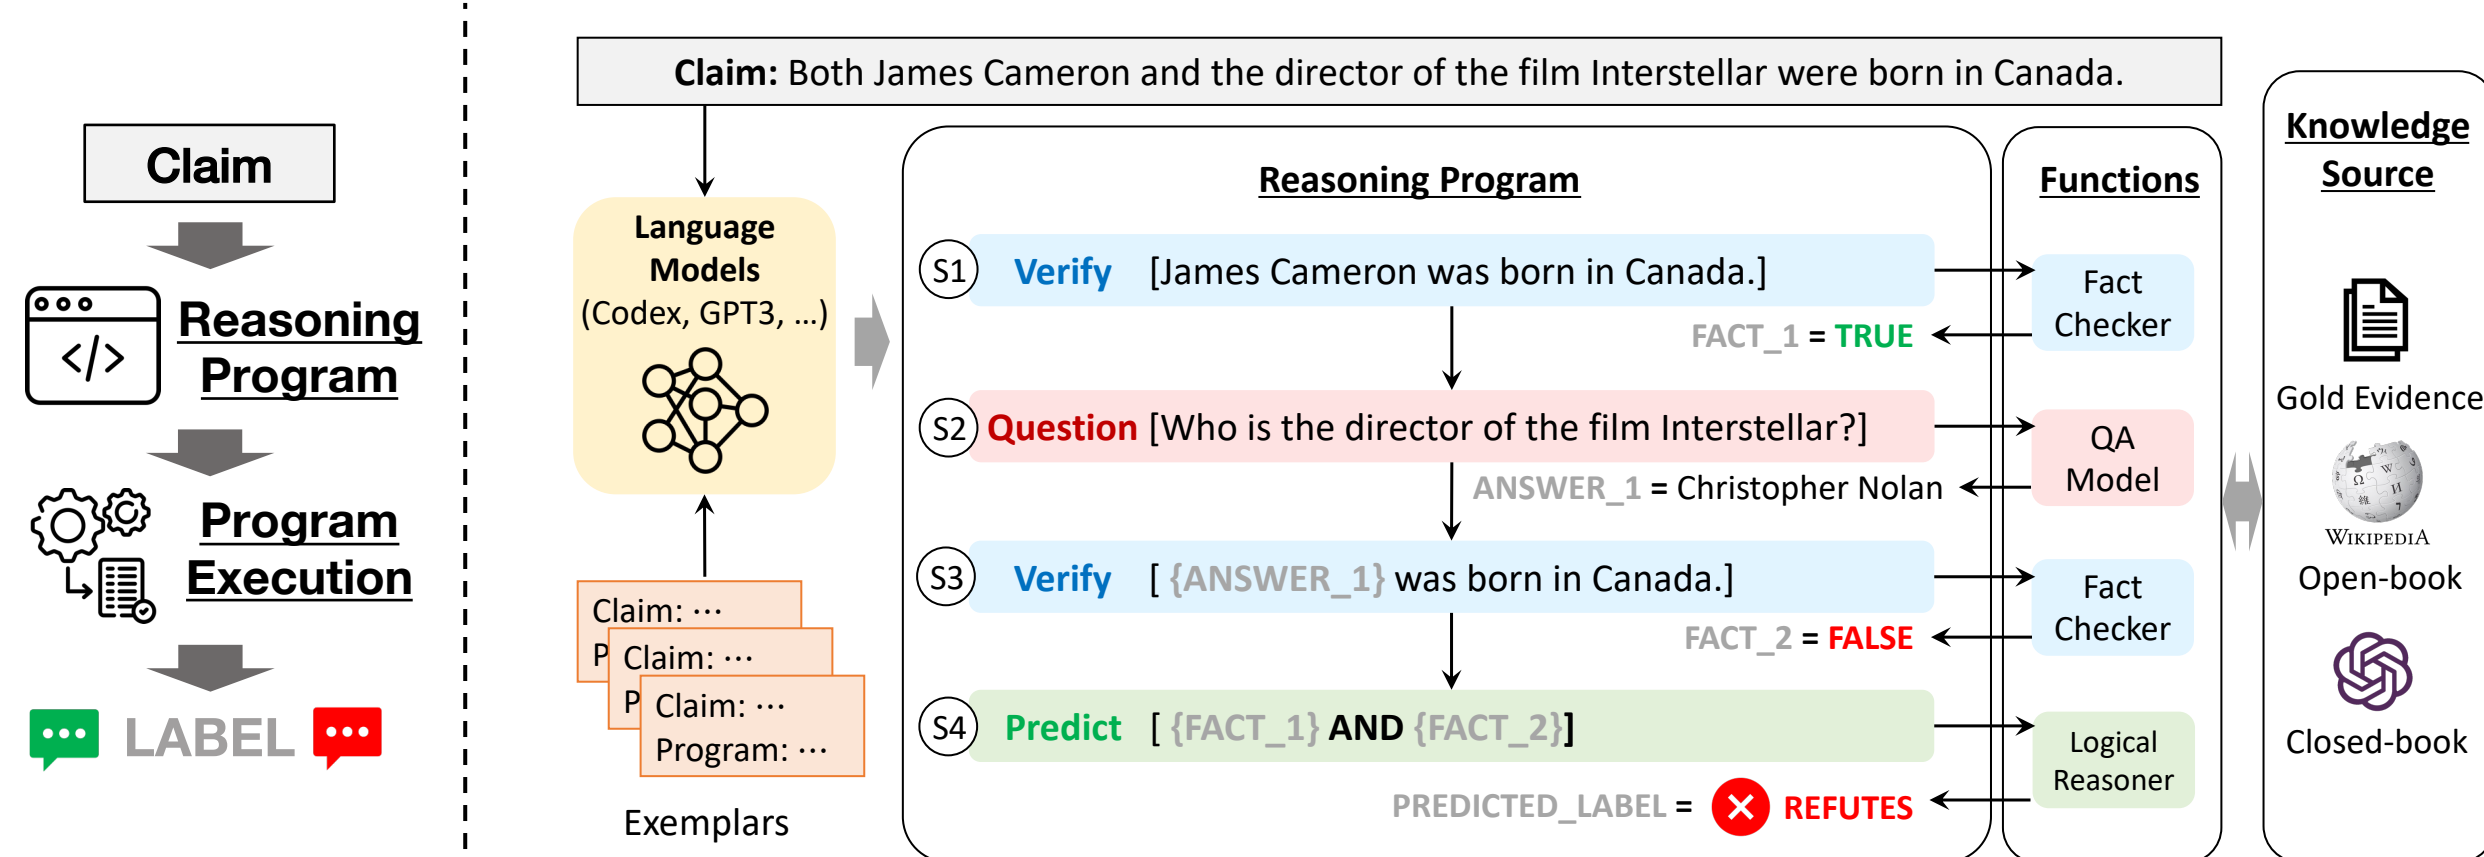 Claim
Reasoning
Program
</>
Program
Execution
LABEL
Claim: Both James Cameron and the director of the film Interstellar were born in Canada.
Language
Models
(Codex, GPT3, ...)
Claim: ...
P
Claim: ...
P
Claim: ...
Program: ...
Exemplars
Reasoning Program
S1 Verify [James Cameron was born in Canada.]
FACT_1 = TRUE
S2 Question [Who is the director of the film Interstellar?]
ANSWER_1 = Christopher Nolan
S3 Verify [ {ANSWER_1} was born in Canada.]
FACT_2 = FALSE
S4 Predict [ {FACT_1} AND {FACT_2}]
PREDICTED_LABEL = REFUTES
Functions
Fact
Checker
QA
Model
Fact
Checker
Logical
Reasoner
Knowledge
Source
Gold Evidence
WIKIPEDIA
Open-book
Closed-book